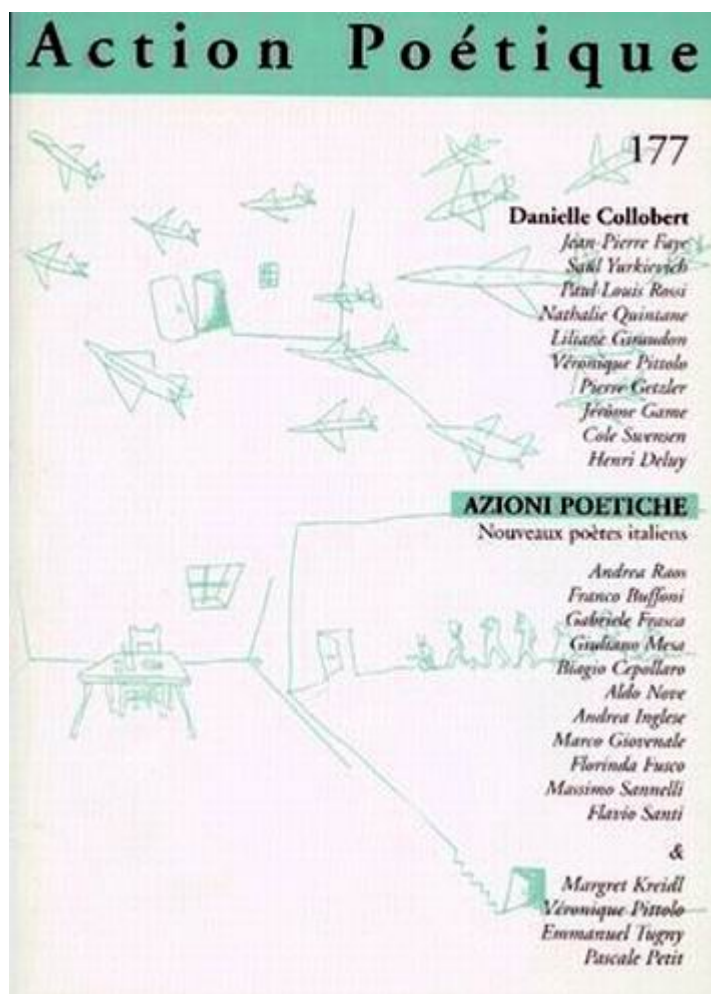 Action Poétique
177
Danielle Collobert
Jean-Pierre Faye
Saúl Yurkievich
Paul Louis Rossi
Nathalie Quintane
Liliane Giraudon
Véronique Pittolo
Pierre Getzler
Jérôme Game
Cole Swensen
Henri Deluy
AZIONI POETICHE
Nouveaux poètes italiens
Andrea Raos
Franco Buffoni
Gabriele Frasca
Giuliano Mesa
Biagio Cepollaro
Aldo Nove
Andrea Inglese
Marco Giovenale
Florinda Fusco
Massimo Sannelli
Flavio Santi
&
Margret Kreidl
Véronique Pittolo
Emmanuel Tugny
Pascale Petit